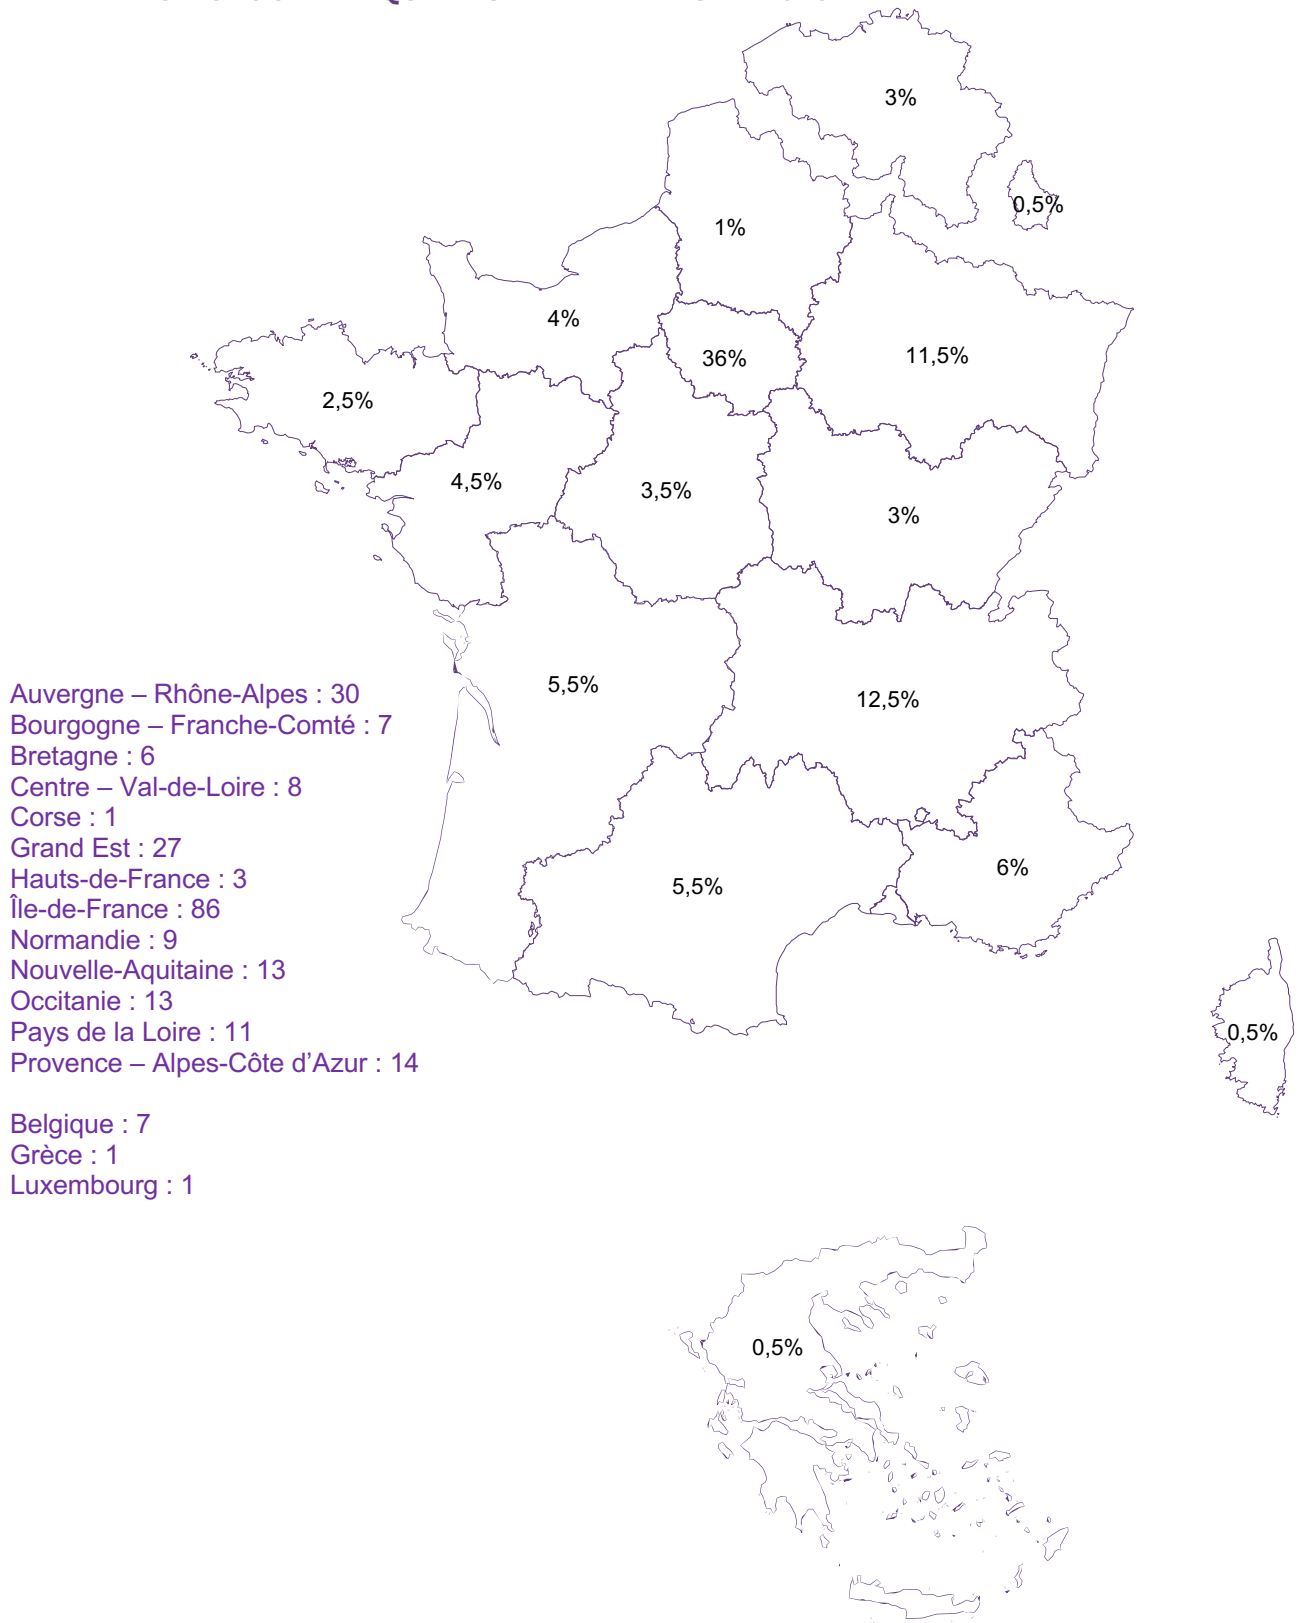 3%
0,5%
1%
4%
36%
11,5%
2,5%
4,5%
3,5%
3%
5,5%
12,5%
Auvergne – Rhône-Alpes : 30
Bourgogne – Franche-Comté : 7
Bretagne : 6
Centre – Val-de-Loire : 8
Corse : 1
Grand Est : 27
Hauts-de-France : 3
Île-de-France : 86
Normandie : 9
Nouvelle-Aquitaine : 13
Occitanie : 13
Pays de la Loire : 11
Provence – Alpes-Côte d’Azur : 14
6%
5,5%
0,5%
Belgique : 7
Grèce : 1
Luxembourg : 1
0,5%